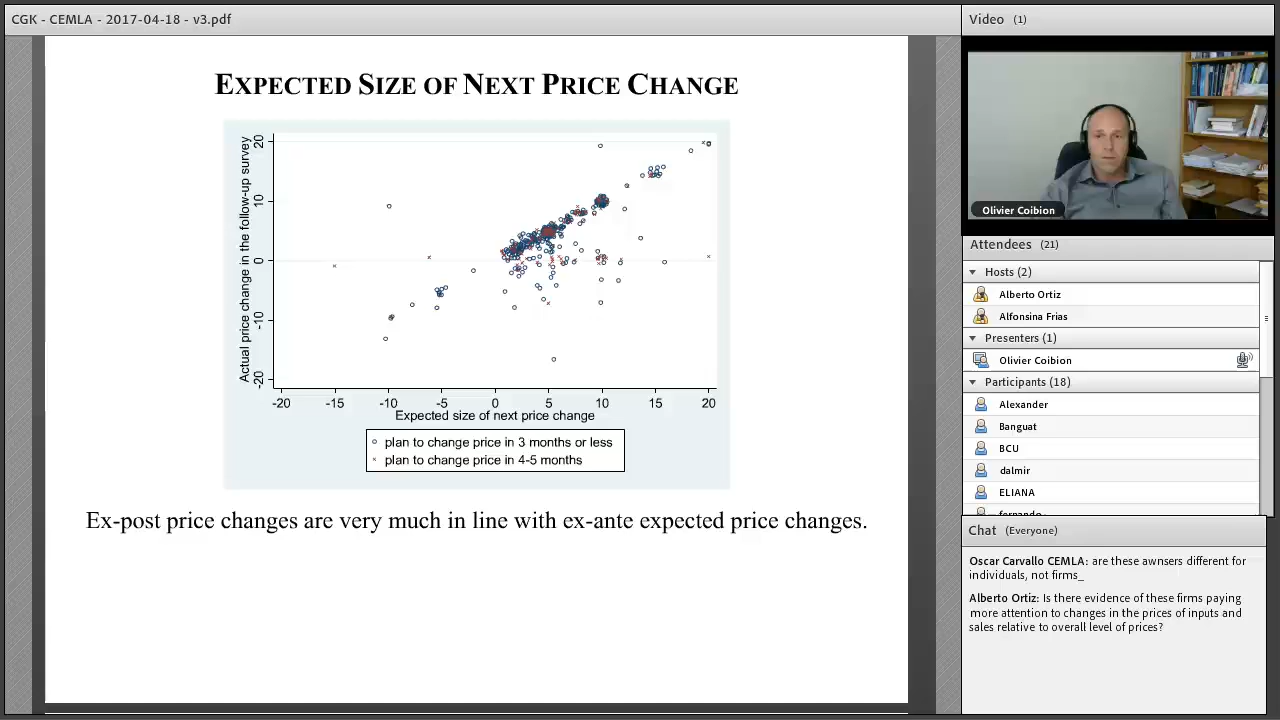 CGK - CEMLA - 2017-04-18 - v3.pdf
EXPECTED SIZE OF NEXT PRICE CHANGE
Actual price change in the follow-up survey
20
10
0
-10
-20
-20 -15 -10 -5 0 5 10 15 20
Expected size of next price change
plan to change price in 3 months or less
plan to change price in 4-5 months
Ex-post price changes are very much in line with ex-ante expected price changes.
Video (1)
Olivier Coibion
Attendees (21)
Hosts (2)
Alberto Ortiz
Alfonsina Frias
Presenters (1)
Olivier Coibion
Participants (18)
Alexander
Banguat
BCU
dalmir
ELIANA
fernando
Chat (Everyone)
Oscar Carvallo CEMLA: are these awnsers different for
individuals, not firms_
Alberto Ortiz: Is there evidence of these firms paying
more attention to changes in the prices of inputs and
sales relative to overall level of prices?